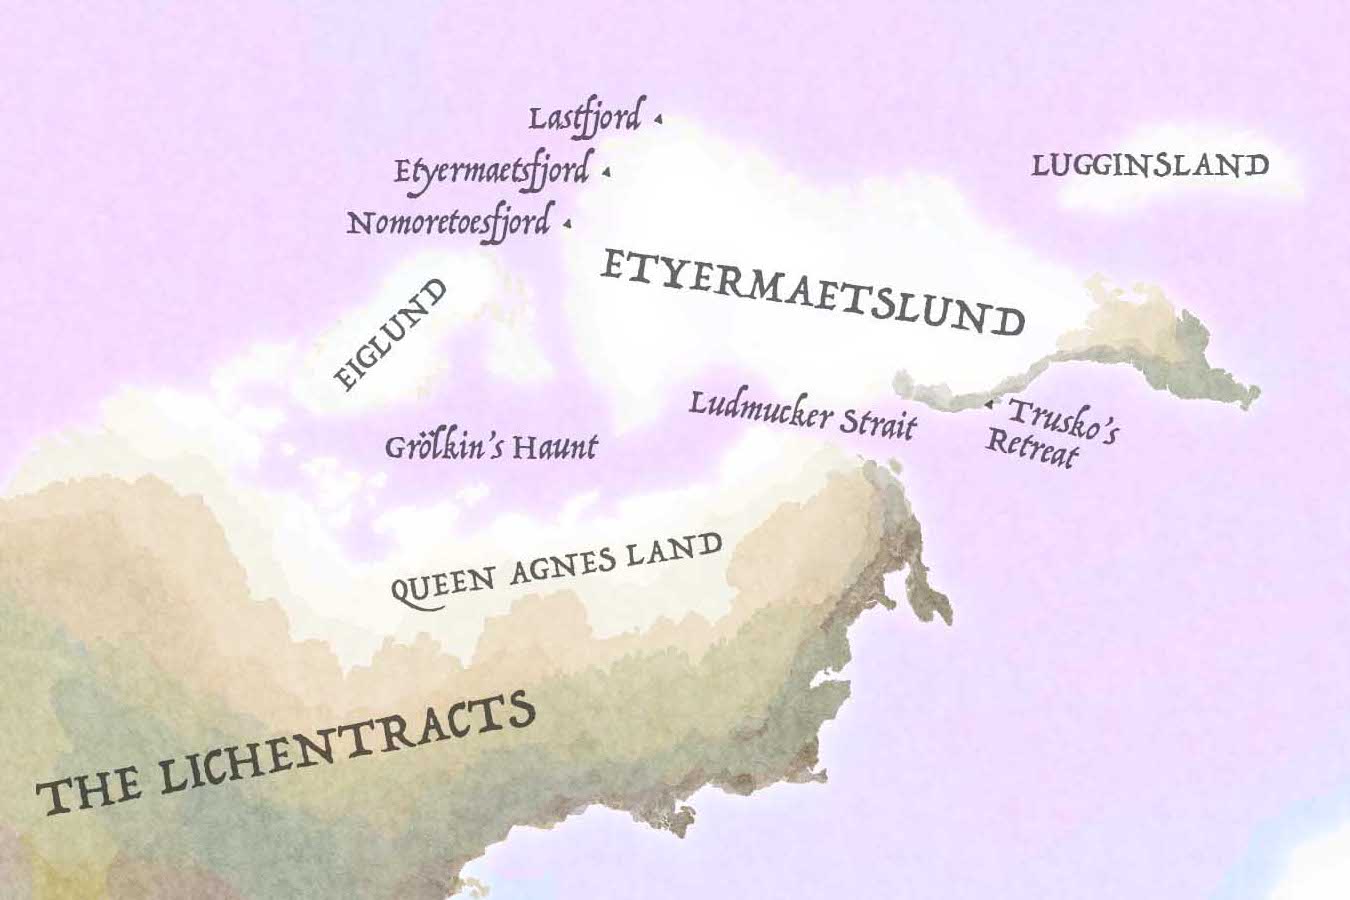 Lastfjord
Etyermaetsfjord
Nomoretoesfjord
LUGGINSLAND
ETYERMAETSLUND
EIGLUND
Ludmucker Strait
Trusko's
Retreat
Grölkin's Haunt
QUEEN AGNES LAND
THE LICHENTRACTS